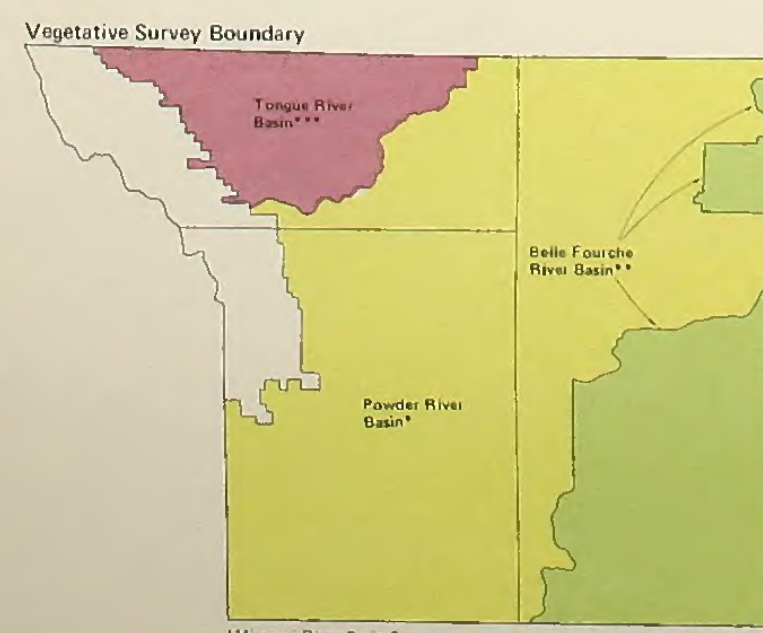 Vegetative Survey Boundary
Tongue River
Basin***
Belle Fourche
River Basin**
Powder River
Basin*